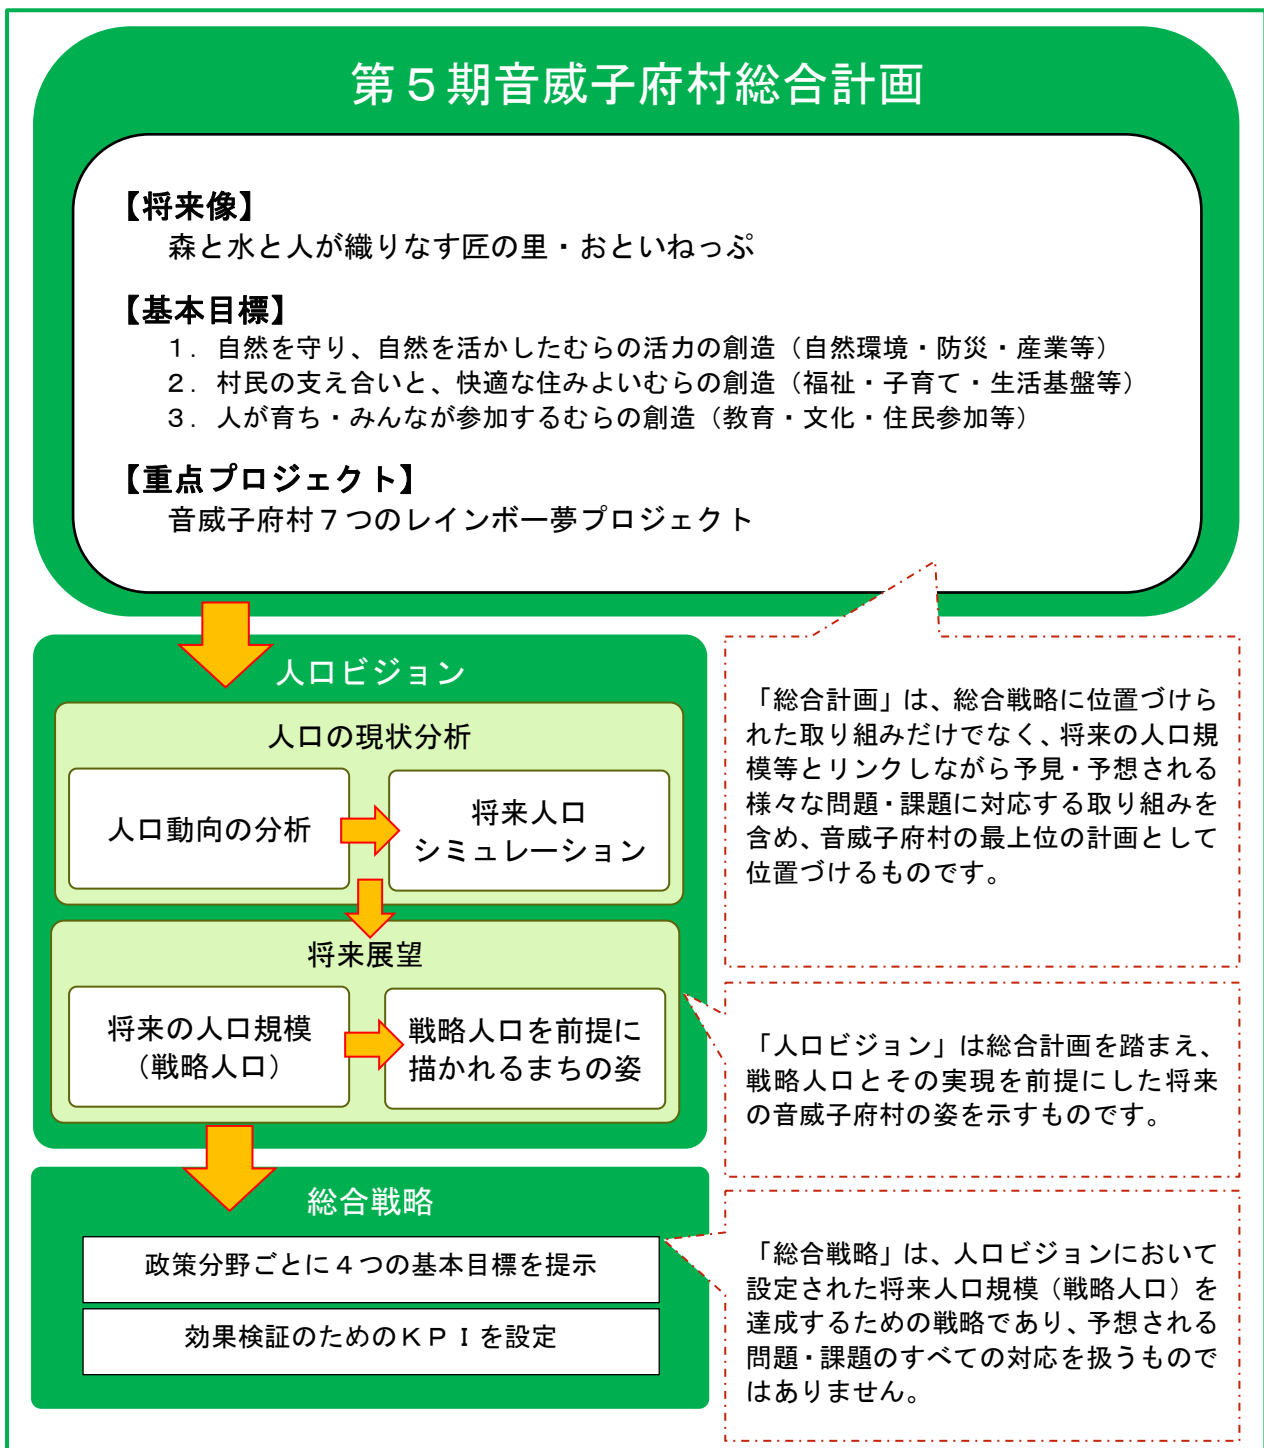 第５期音威子府村総合計画
【将来像】
森と水と人が織りなす匠の里・おといねっぷ
【基本目標】
１．自然を守り、自然を活かしたむらの活力の創造（自然環境・防災・産業等）
２．村民の支え合いと、快適な住みよいむらの創造（福祉・子育て・生活基盤等）
３．人が育ち・みんなが参加するむらの創造（教育・文化・住民参加等）
【重点プロジェクト】
音威子府村７つのレインボー夢プロジェクト
人口ビジョン
人口の現状分析
人口動向の分析
将来人口
シミュレーション
将来展望
将来の人口規模
（戦略人口）
戦略人口を前提に
描かれるまちの姿
総合戦略
政策分野ごとに４つの基本目標を提示
効果検証のためのＫＰＩを設定
「総合計画」は、総合戦略に位置づけら
れた取り組みだけでなく、将来の人口規
模等とリンクしながら予見・予想される
様々な問題・課題に対応する取り組みを
含め、音威子府村の最上位の計画として
位置づけるものです。
「人口ビジョン」は総合計画を踏まえ、
戦略人口とその実現を前提にした将来
の音威子府村の姿を示すものです。
「総合戦略」は、人口ビジョンにおいて
設定された将来人口規模（戦略人口）を
達成するための戦略であり、予想される
問題・課題のすべての対応を扱うもので
はありません。